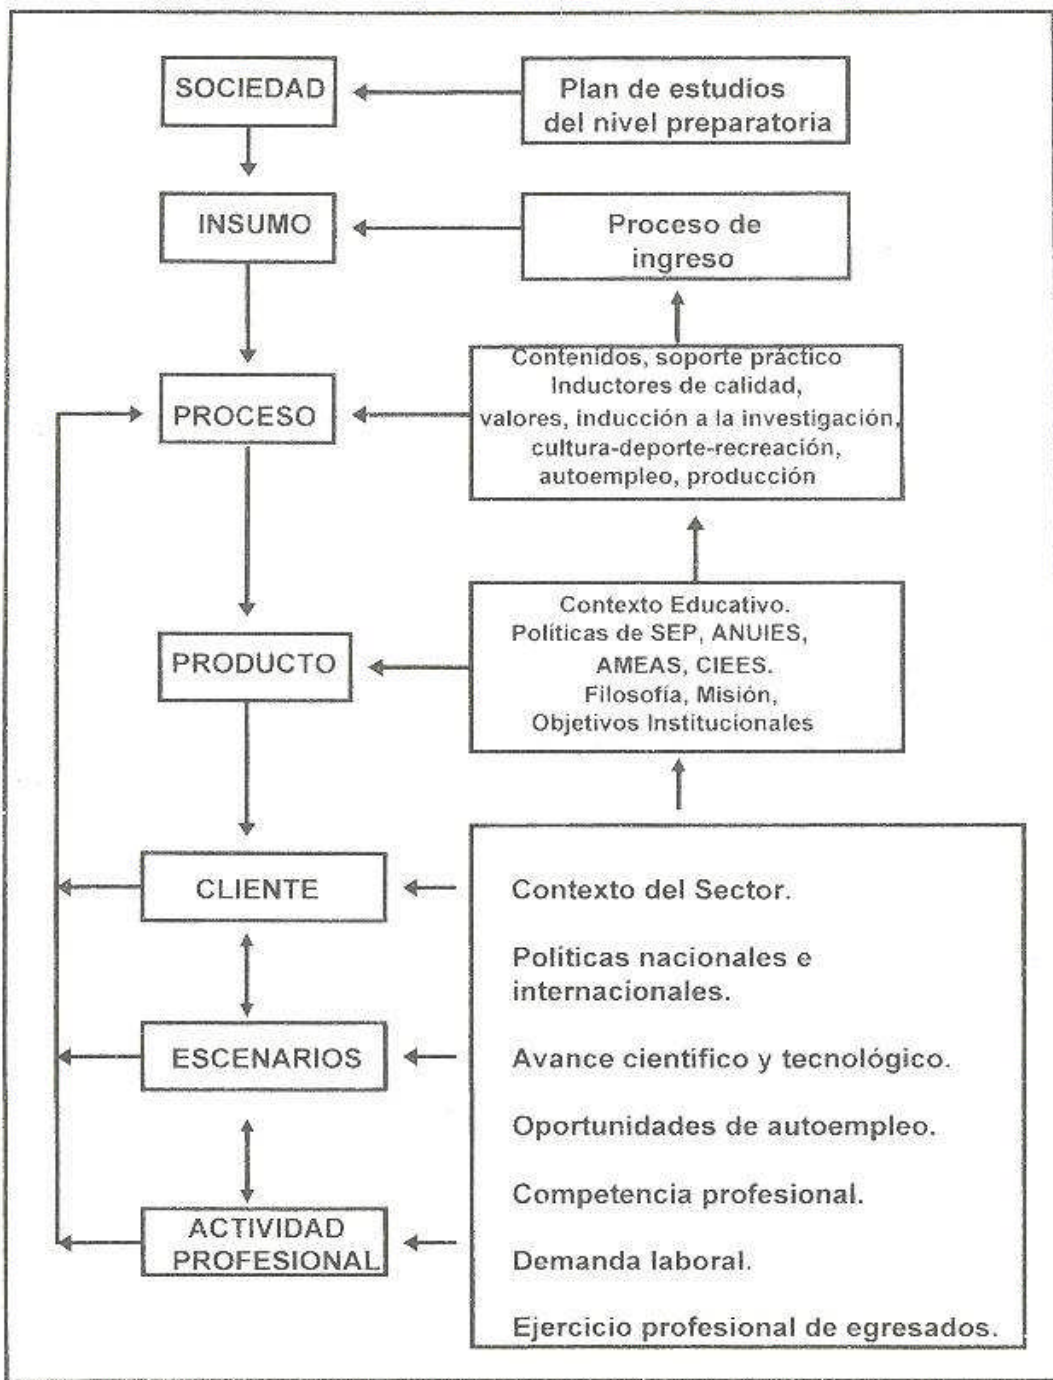 SOCIEDAD
Plan de estudios
del nivel preparatoria
INSUMO
Proceso de
ingreso
PROCESO
Contenidos, soporte práctico
Inductores de calidad,
valores, inducción a la investigación,
cultura-deporte-recreación,
autoempleo, producción
PRODUCTO
Contexto Educativo.
Políticas de SEP, ANUIES,
AMEAS, CIEES.
Filosofía, Misión,
Objetivos Institucionales
CLIENTE
ESCENARIOS
ACTIVIDAD
PROFESIONAL
Contexto del Sector.
Políticas nacionales e
internacionales.
Avance científico y tecnológico.
Oportunidades de autoempleo.
Competencia profesional.
Demanda laboral.
Ejercicio profesional de egresados.